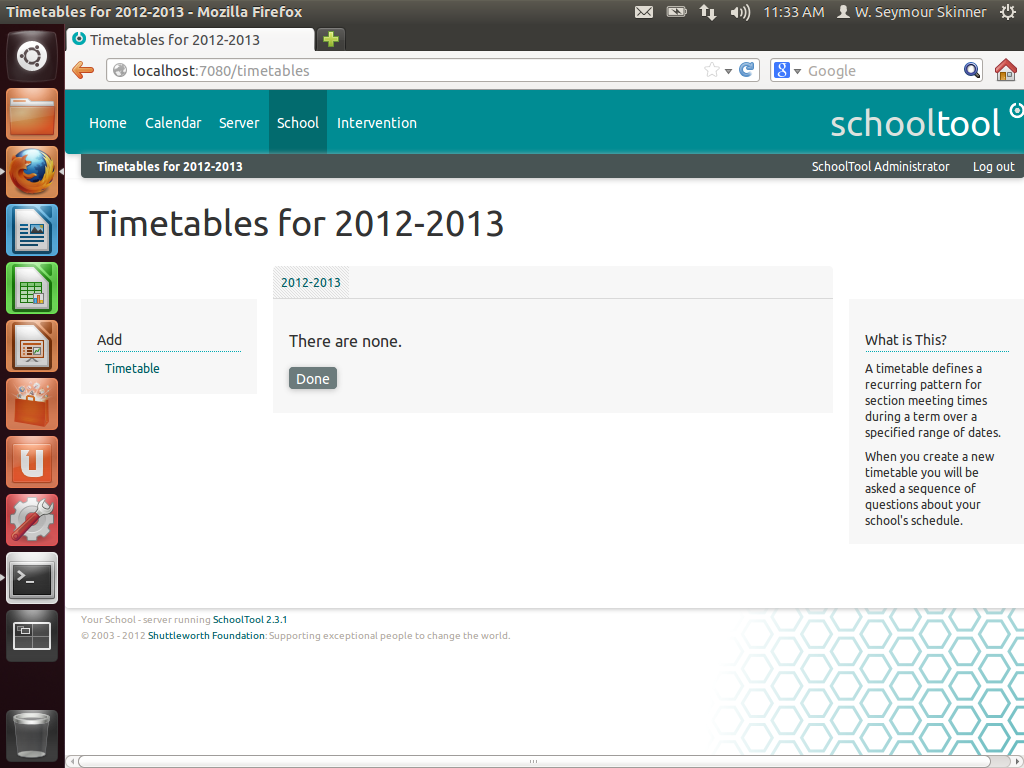 Timetables for 2012-2013 - Mozilla Firefox
11:33 AM W. Seymour Skinner
Timetables for 2012-2013
localhost:7080/timetables
Google
Home Calendar Server School Intervention
schooltool
Timetables for 2012-2013
SchoolTool Administrator Log out
Timetables for 2012-2013
2012-2013
Add
Timetable
There are none.
Done
What is This?
A timetable defines a
recurring pattern for
section meeting times
during a term over a
specified range of dates.
When you create a new
timetable you will be
asked a sequence of
questions about your
school's schedule.
Your School - server running SchoolTool 2.3.1
© 2003 - 2012 Shuttleworth Foundation: Supporting exceptional people to change the world.